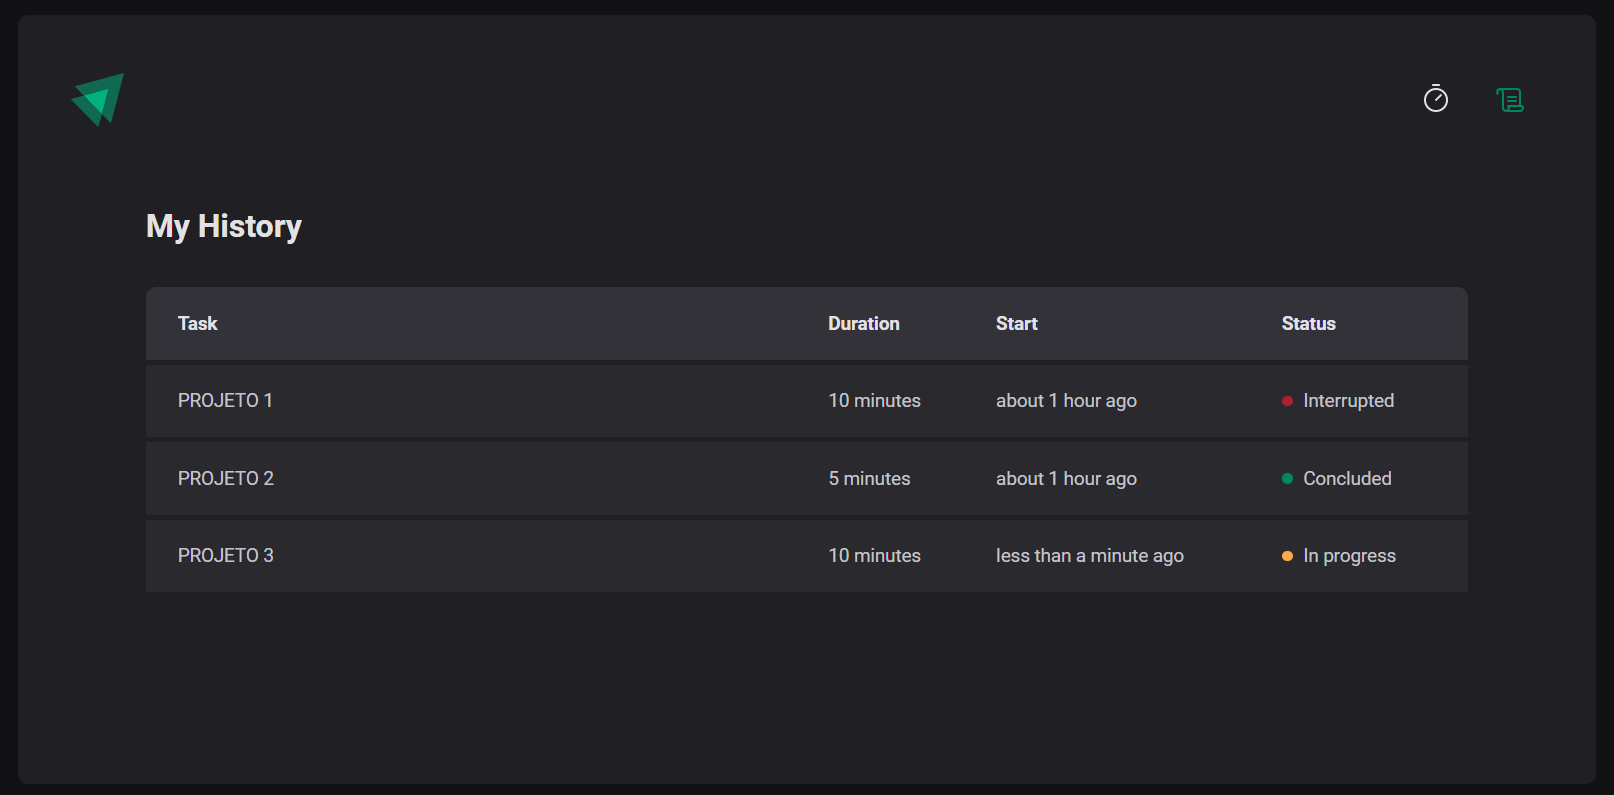 My History
Task Duration Start Status
PROJETO 1 10 minutes about 1 hour ago Interrupted
PROJETO 2 5 minutes about 1 hour ago Concluded
PROJETO 3 10 minutes less than a minute ago In progress